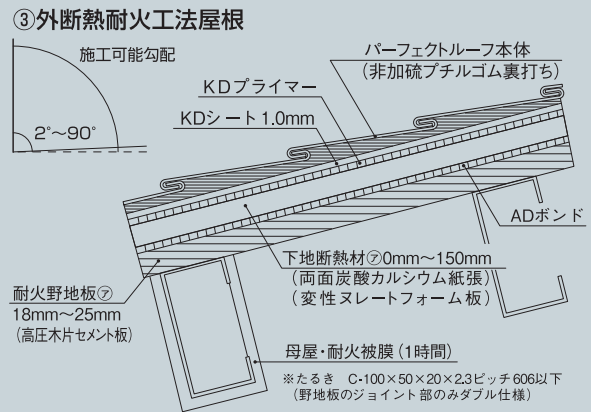 ③外断熱耐火工法屋根
施工可能勾配
2°〜90°
パーフェクトルーフ本体
(非加硫プチルゴム裏打ち)
KDプライマー
KDシート1.0mm
ADボンド
下地断熱材㋐0mm〜150mm
(両面炭酸カルシウム紙張)
(変性ヌレートフォーム板)
耐火野地板㋐
18mm〜25mm
(高圧木片セメント板)
母屋・耐火被膜(1時間)
※たるき C-100×50×20×2.3ピッチ606以下
(野地板のジョイント部のみダブル仕様)